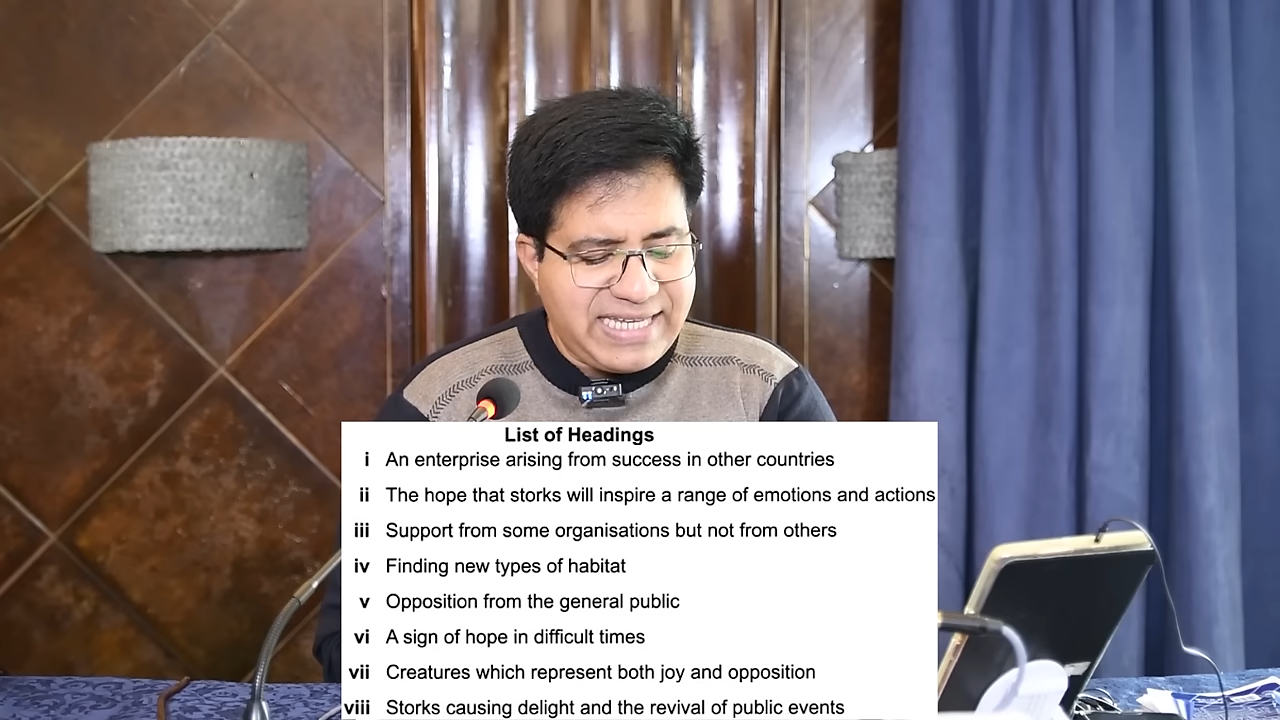 List of Headings
i An enterprise arising from success in other countries
ii The hope that storks will inspire a range of emotions and actions
iii Support from some organisations but not from others
iv Finding new types of habitat
v Opposition from the general public
vi A sign of hope in difficult times
vii Creatures which represent both joy and opposition
viii Storks causing delight and the revival of public events